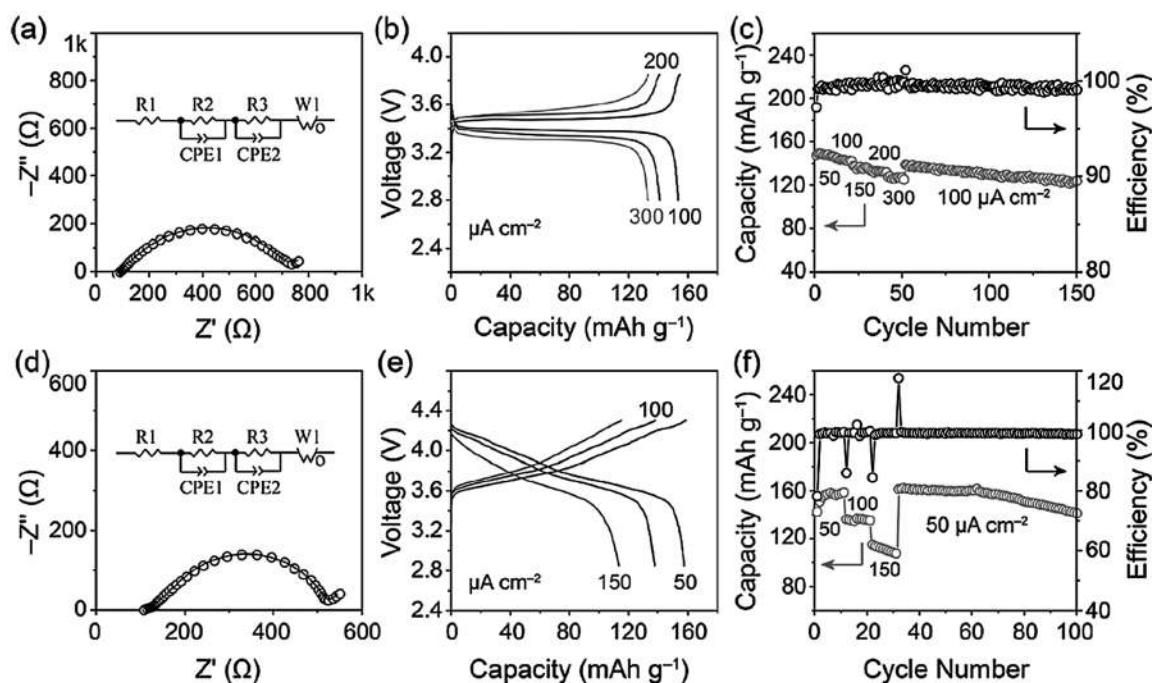 (a)
1k
800
600
400
200
0
−Z'' (Ω)
R1 R2 R3 W1
CPE1 CPE2
0 200 400 600 800 1k
Z' (Ω)
(b)
4.0
3.6
3.2
2.8
2.4
Voltage (V)
200
300 100
μA cm⁻²
0 40 80 120 160
Capacity (mAh g⁻¹)
(c)
240
220
180
140
100
60
40
Capacity (mAh g⁻¹)
100
50 150 200 300
100 μA cm⁻²
100
90
80
Efficiency (%)
0 50 100 150
Cycle Number
(d)
600
400
200
0
−Z'' (Ω)
R1 R2 R3 W1
CPE1 CPE2
0 200 400 600
Z' (Ω)
(e)
4.8
4.2
3.6
3.0
2.4
Voltage (V)
100
μA cm⁻² 150 50
0 40 80 120 160
Capacity (mAh g⁻¹)
(f)
240
200
160
120
80
Capacity (mAh g⁻¹)
50 100
150
50 μA cm⁻²
120
100
80
60
40
Efficiency (%)
0 20 40 60 80 100
Cycle Number